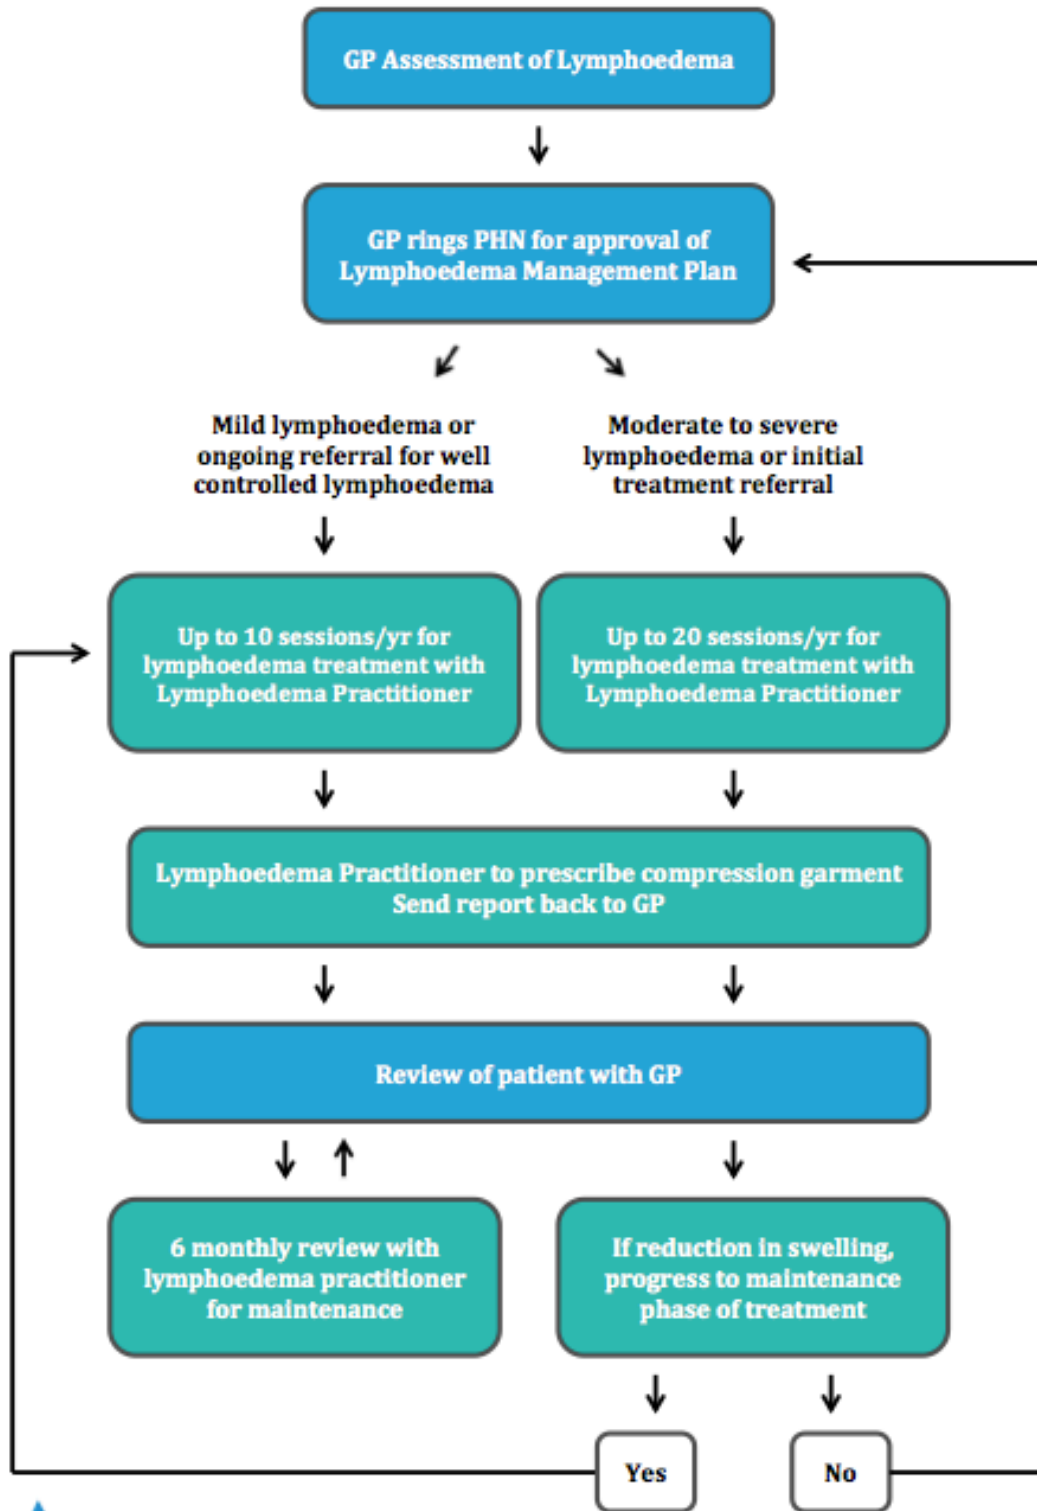 GP Assessment of Lymphoedema
GP rings PHN for approval of
Lymphoedema Management Plan
Mild lymphoedema or
ongoing referral for well
controlled lymphoedema
Moderate to severe
lymphoedema or initial
treatment referral
Up to 10 sessions/yr for
lymphoedema treatment with
Lymphoedema Practitioner
Up to 20 sessions/yr for
lymphoedema treatment with
Lymphoedema Practitioner
Lymphoedema Practitioner to prescribe compression garment
Send report back to GP
Review of patient with GP
6 monthly review with
lymphoedema practitioner
for maintenance
If reduction in swelling,
progress to maintenance
phase of treatment
Yes
No